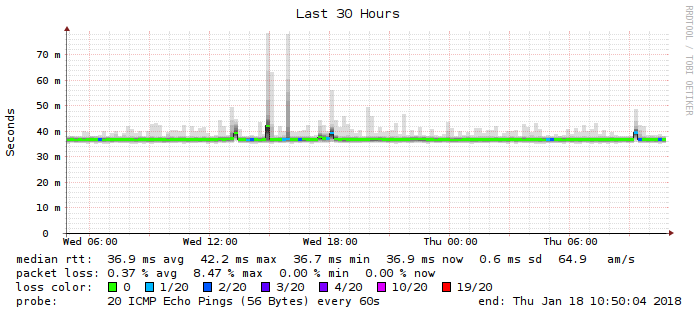 Last 30 Hours
RRDTOOL / TOBI OETIKER
Seconds
70 m
60 m
50 m
40 m
30 m
20 m
10 m
0
Wed 06:00 Wed 12:00 Wed 18:00 Thu 00:00 Thu 06:00
median rtt: 36.9 ms avg 42.2 ms max 36.7 ms min 36.9 ms now 0.6 ms sd 64.9 am/s
packet loss: 0.37 % avg 8.47 % max 0.00 % min 0.00 % now
loss color: 0 1/20 2/20 3/20 4/20 10/20 19/20
probe: 20 ICMP Echo Pings (56 Bytes) every 60s end: Thu Jan 18 10:50:04 2018